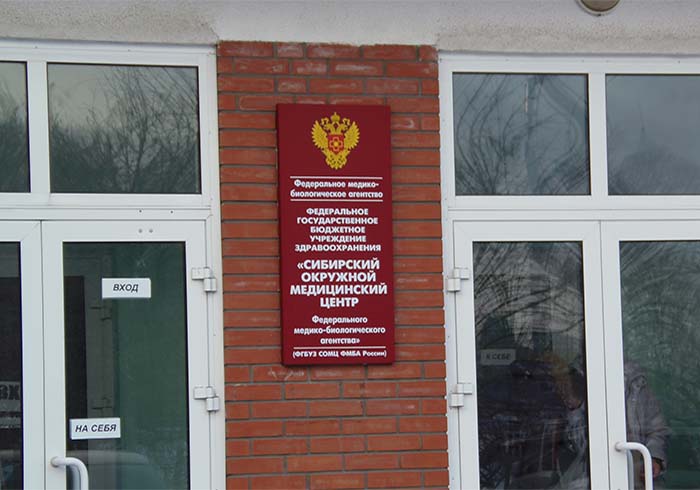 Федеральное медико-
биологическое агентство
ФЕДЕРАЛЬНОЕ
ГОСУДАРСТВЕННОЕ
БЮДЖЕТНОЕ
УЧРЕЖДЕНИЕ
ЗДРАВООХРАНЕНИЯ
«СИБИРСКИЙ
ОКРУЖНОЙ
МЕДИЦИНСКИЙ
ЦЕНТР
Федерального
медико-биологического
агентства»
(ФГБУЗ СОМЦ ФМБА России)
ВХОД
НА СЕБЯ
К СЕБЕ